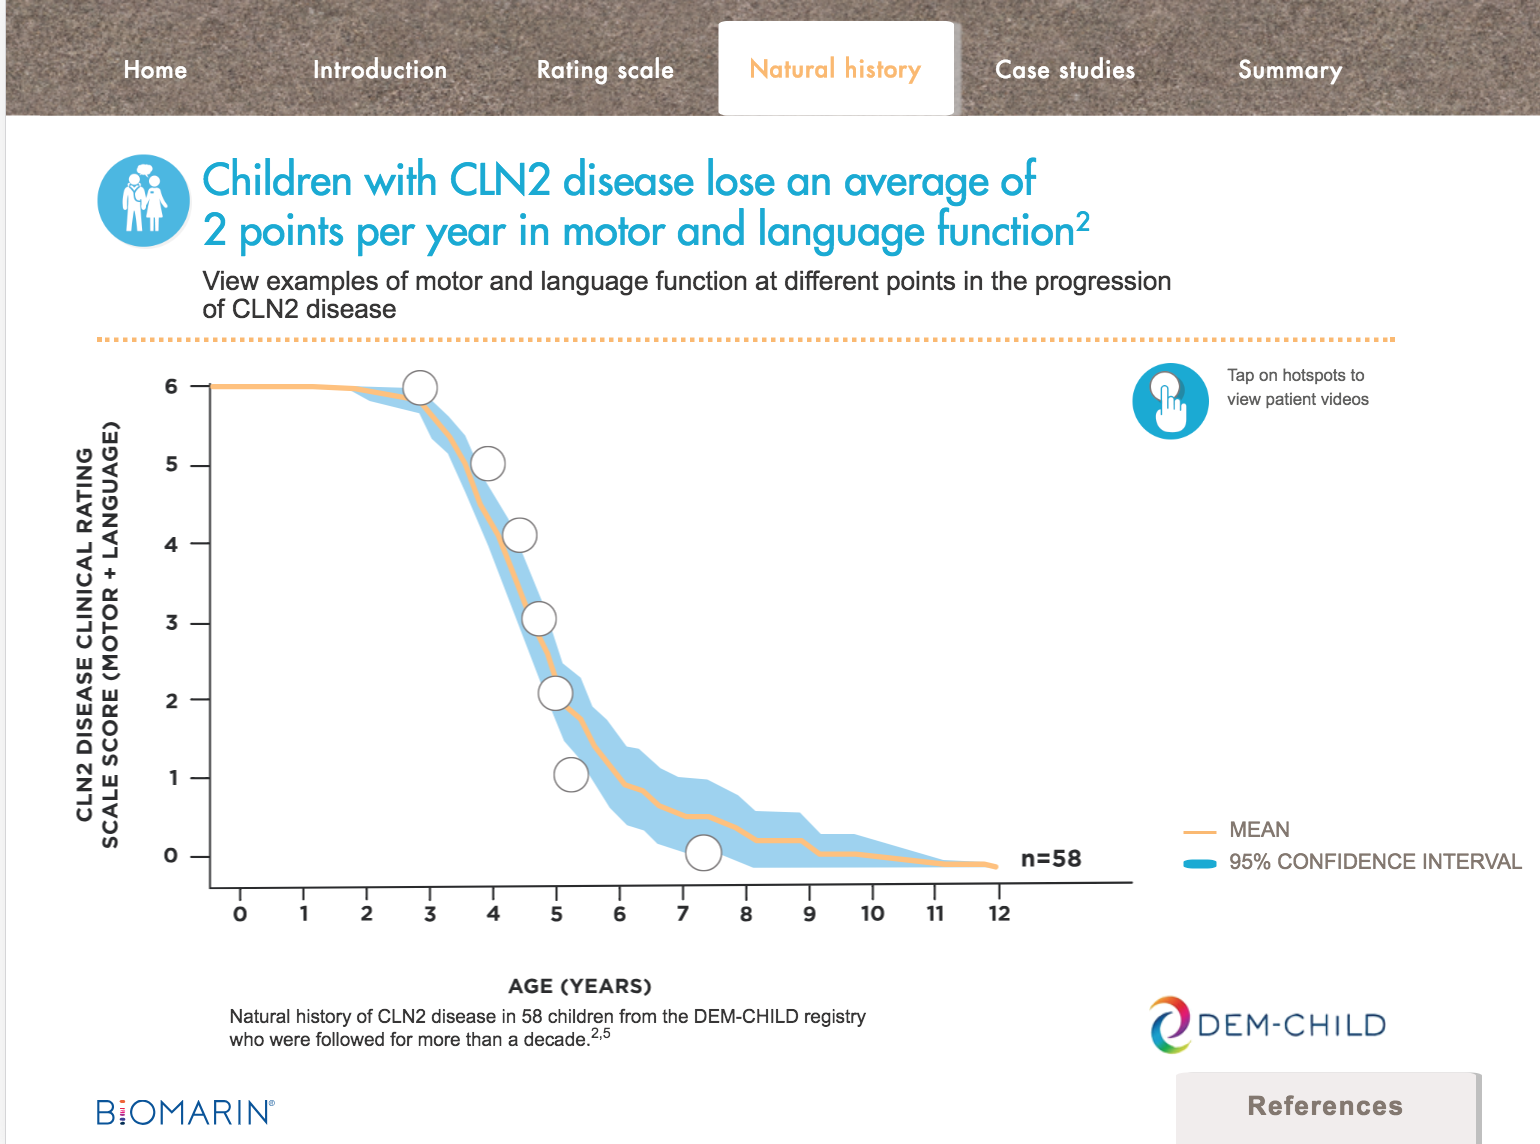 Home Introduction Rating scale Natural history Case studies Summary
Children with CLN2 disease lose an average of
2 points per year in motor and language function2
View examples of motor and language function at different points in the progression
of CLN2 disease
Tap on hotspots to
view patient videos
CLN2 DISEASE CLINICAL RATING
SCALE SCORE (MOTOR + LANGUAGE)
6
5
4
3
2
1
0
n=58
MEAN
95% CONFIDENCE INTERVAL
0 1 2 3 4 5 6 7 8 9 10 11 12
AGE (YEARS)
Natural history of CLN2 disease in 58 children from the DEM-CHILD registry
who were followed for more than a decade.2,5
DEM-CHILD
BIOMARIN®
References